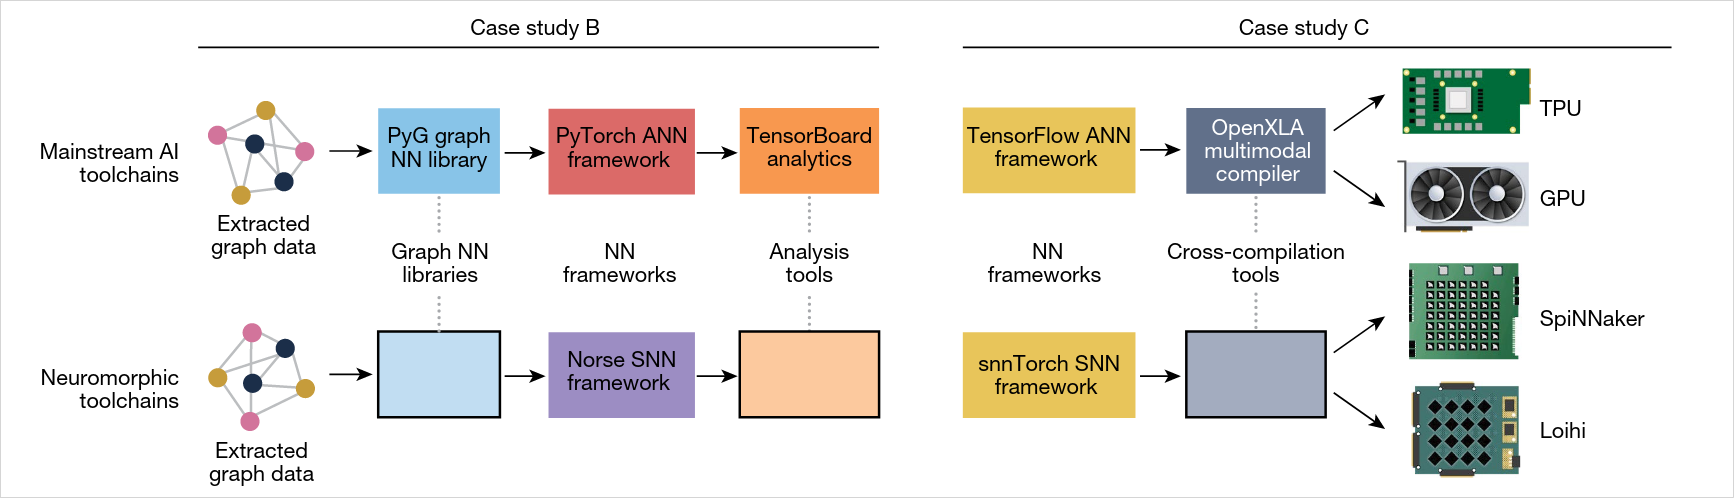 Case study B
Case study C
Mainstream AI
toolchains
Extracted
graph data
PyG graph
NN library
PyTorch ANN
framework
TensorBoard
analytics
TensorFlow ANN
framework
OpenXLA
multimodal
compiler
TPU
GPU
Graph NN
libraries
NN
frameworks
Analysis
tools
NN
frameworks
Cross-compilation
tools
Neuromorphic
toolchains
Extracted
graph data
Norse SNN
framework
snnTorch SNN
framework
SpiNNaker
Loihi